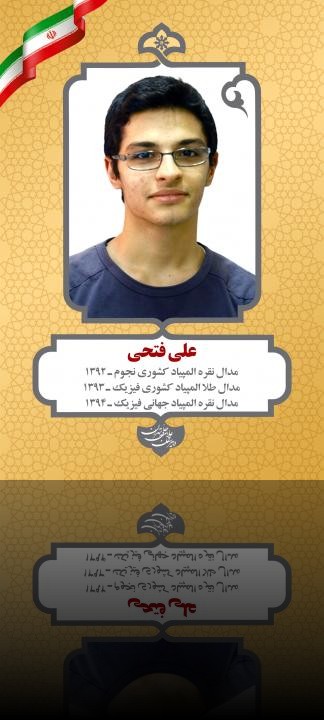 علی فتحی
مدال نقره المپیاد کشوری نجوم ـ ۱۳۹۲
مدال طلا المپیاد کشوری فیزیک ـ ۱۳۹۳
مدال نقره المپیاد جهانی فیزیک ـ ۱۳۹۴